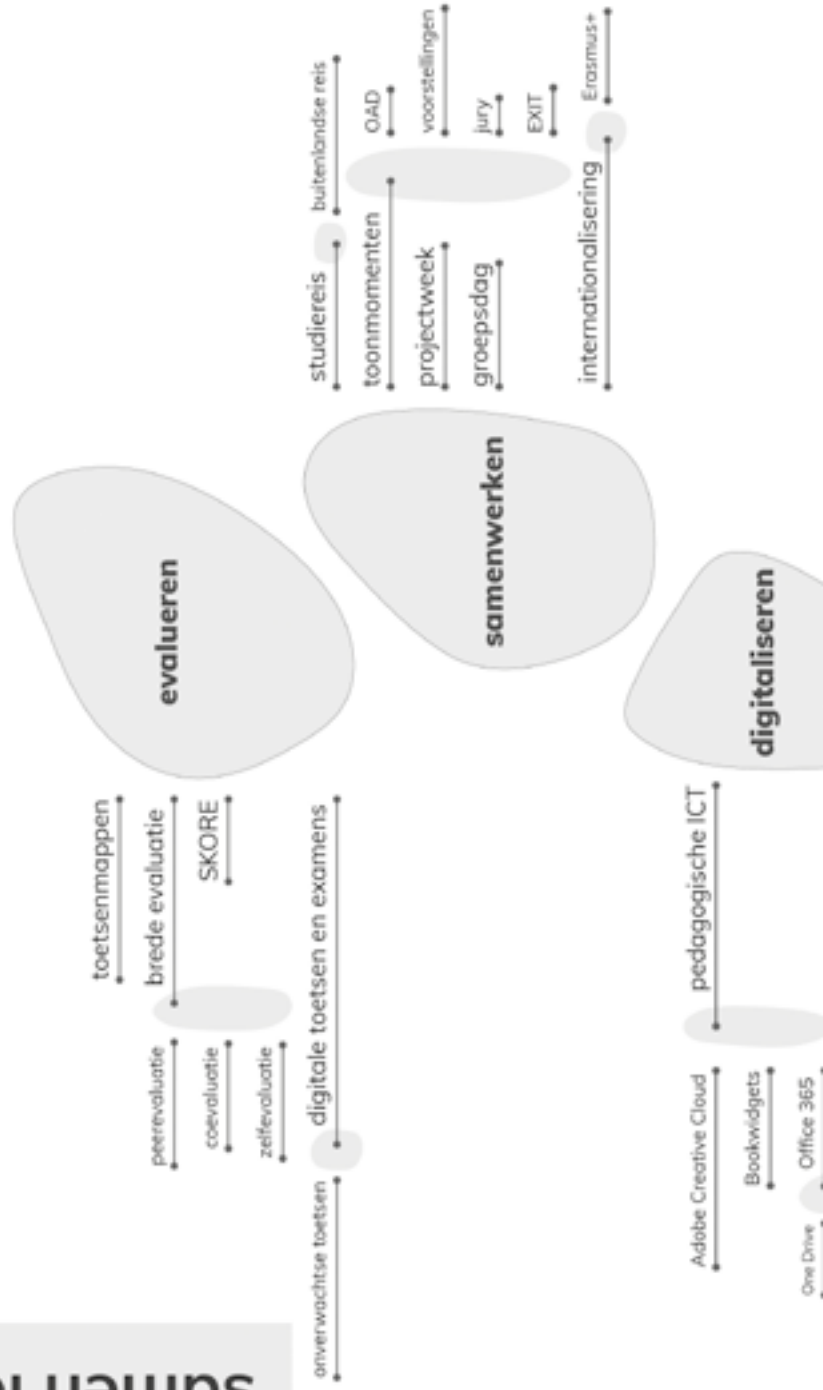 evalueren
toetsenmappen
brede evaluatie
peerevaluatie
coevaluatie
zelfevaluatie
SKORE
digitale toetsen en examens
onverwachtse toetsen
samenwerken
studiereis
buitenlandse reis
toonmomenten
OAD
voorstellingen
jury
EXIT
projectweek
groepsdag
internationalisering
Erasmus+
digitaliseren
pedagogische ICT
Adobe Creative Cloud
Bookwidgets
Office 365
One Drive
samen